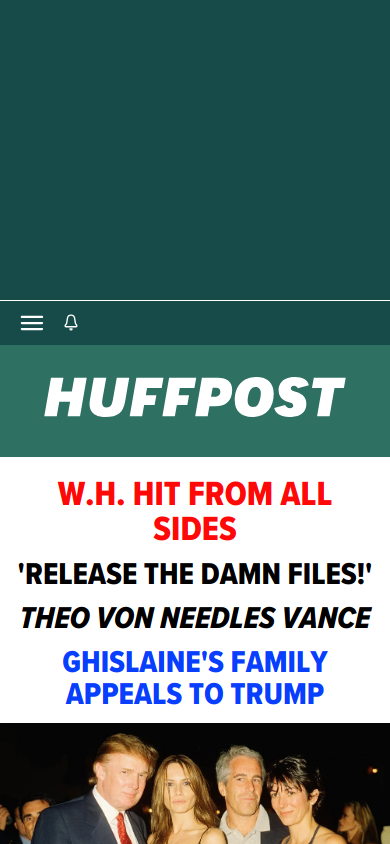 HUFFPOST
W.H. HIT FROM ALL
SIDES
'RELEASE THE DAMN FILES!'
THEO VON NEEDLES VANCE
GHISLAINE'S FAMILY
APPEALS TO TRUMP